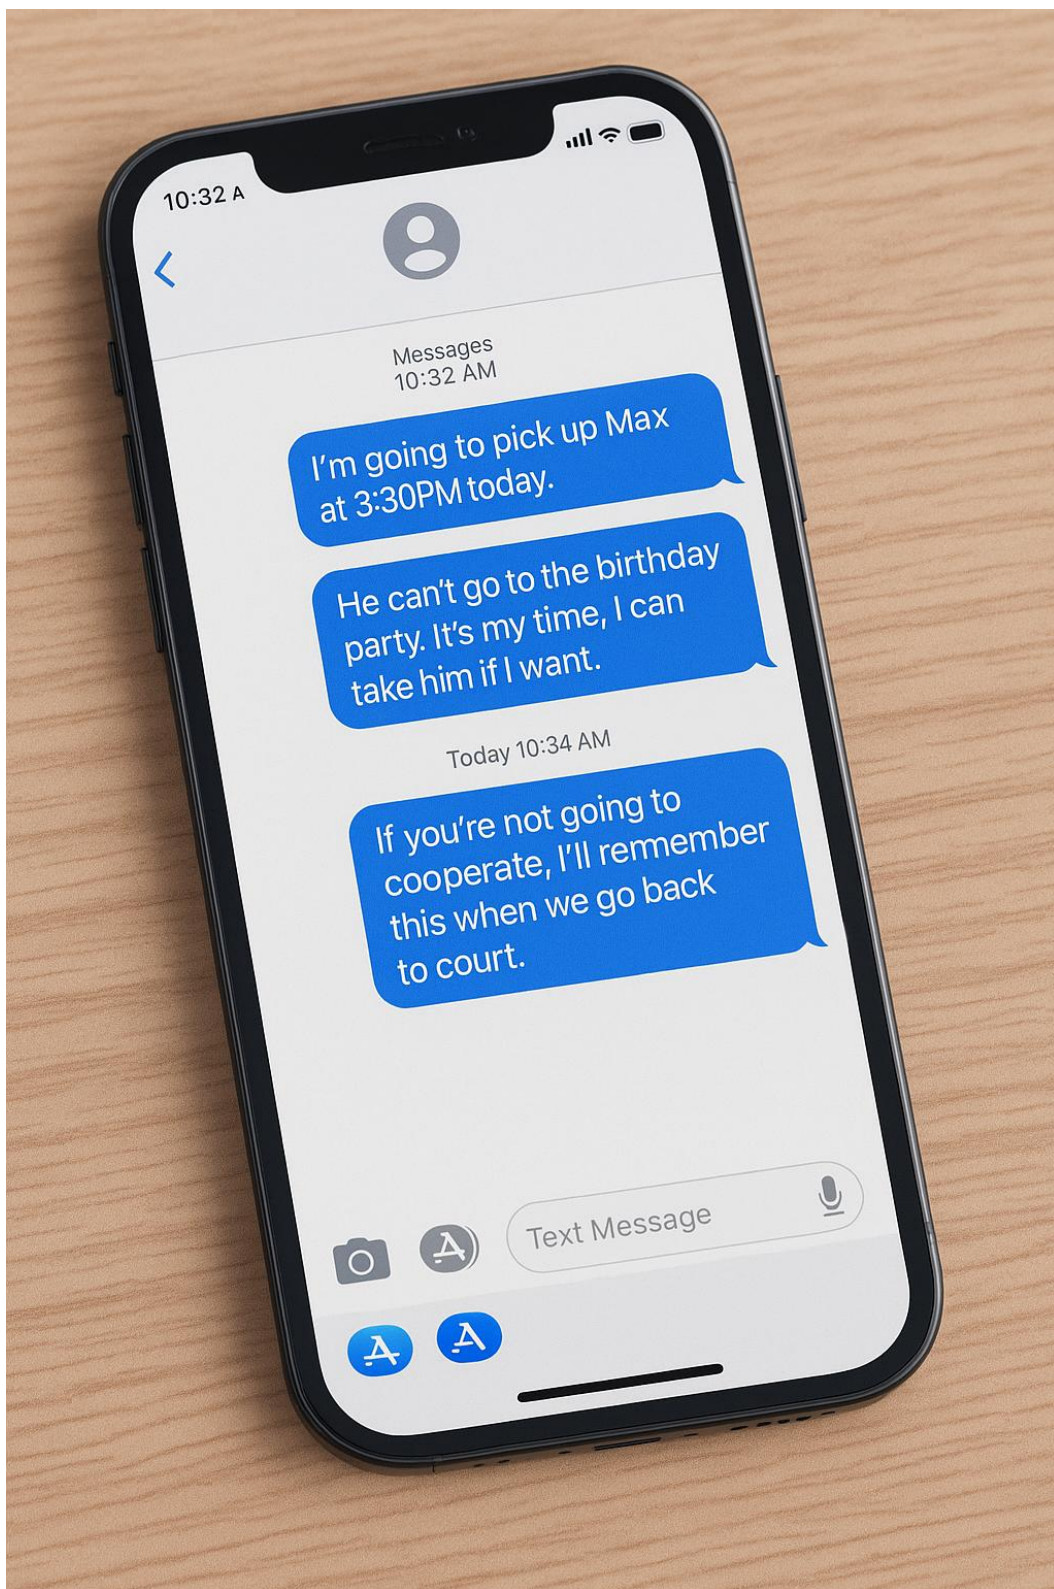 10:32 A
Messages
10:32 AM
I'm going to pick up Max
at 3:30PM today.
He can't go to the birthday
party. It's my time, I can
take him if I want.
Today 10:34 AM
If you're not going to
cooperate, I'll remmember
this when we go back
to court.
Text Message